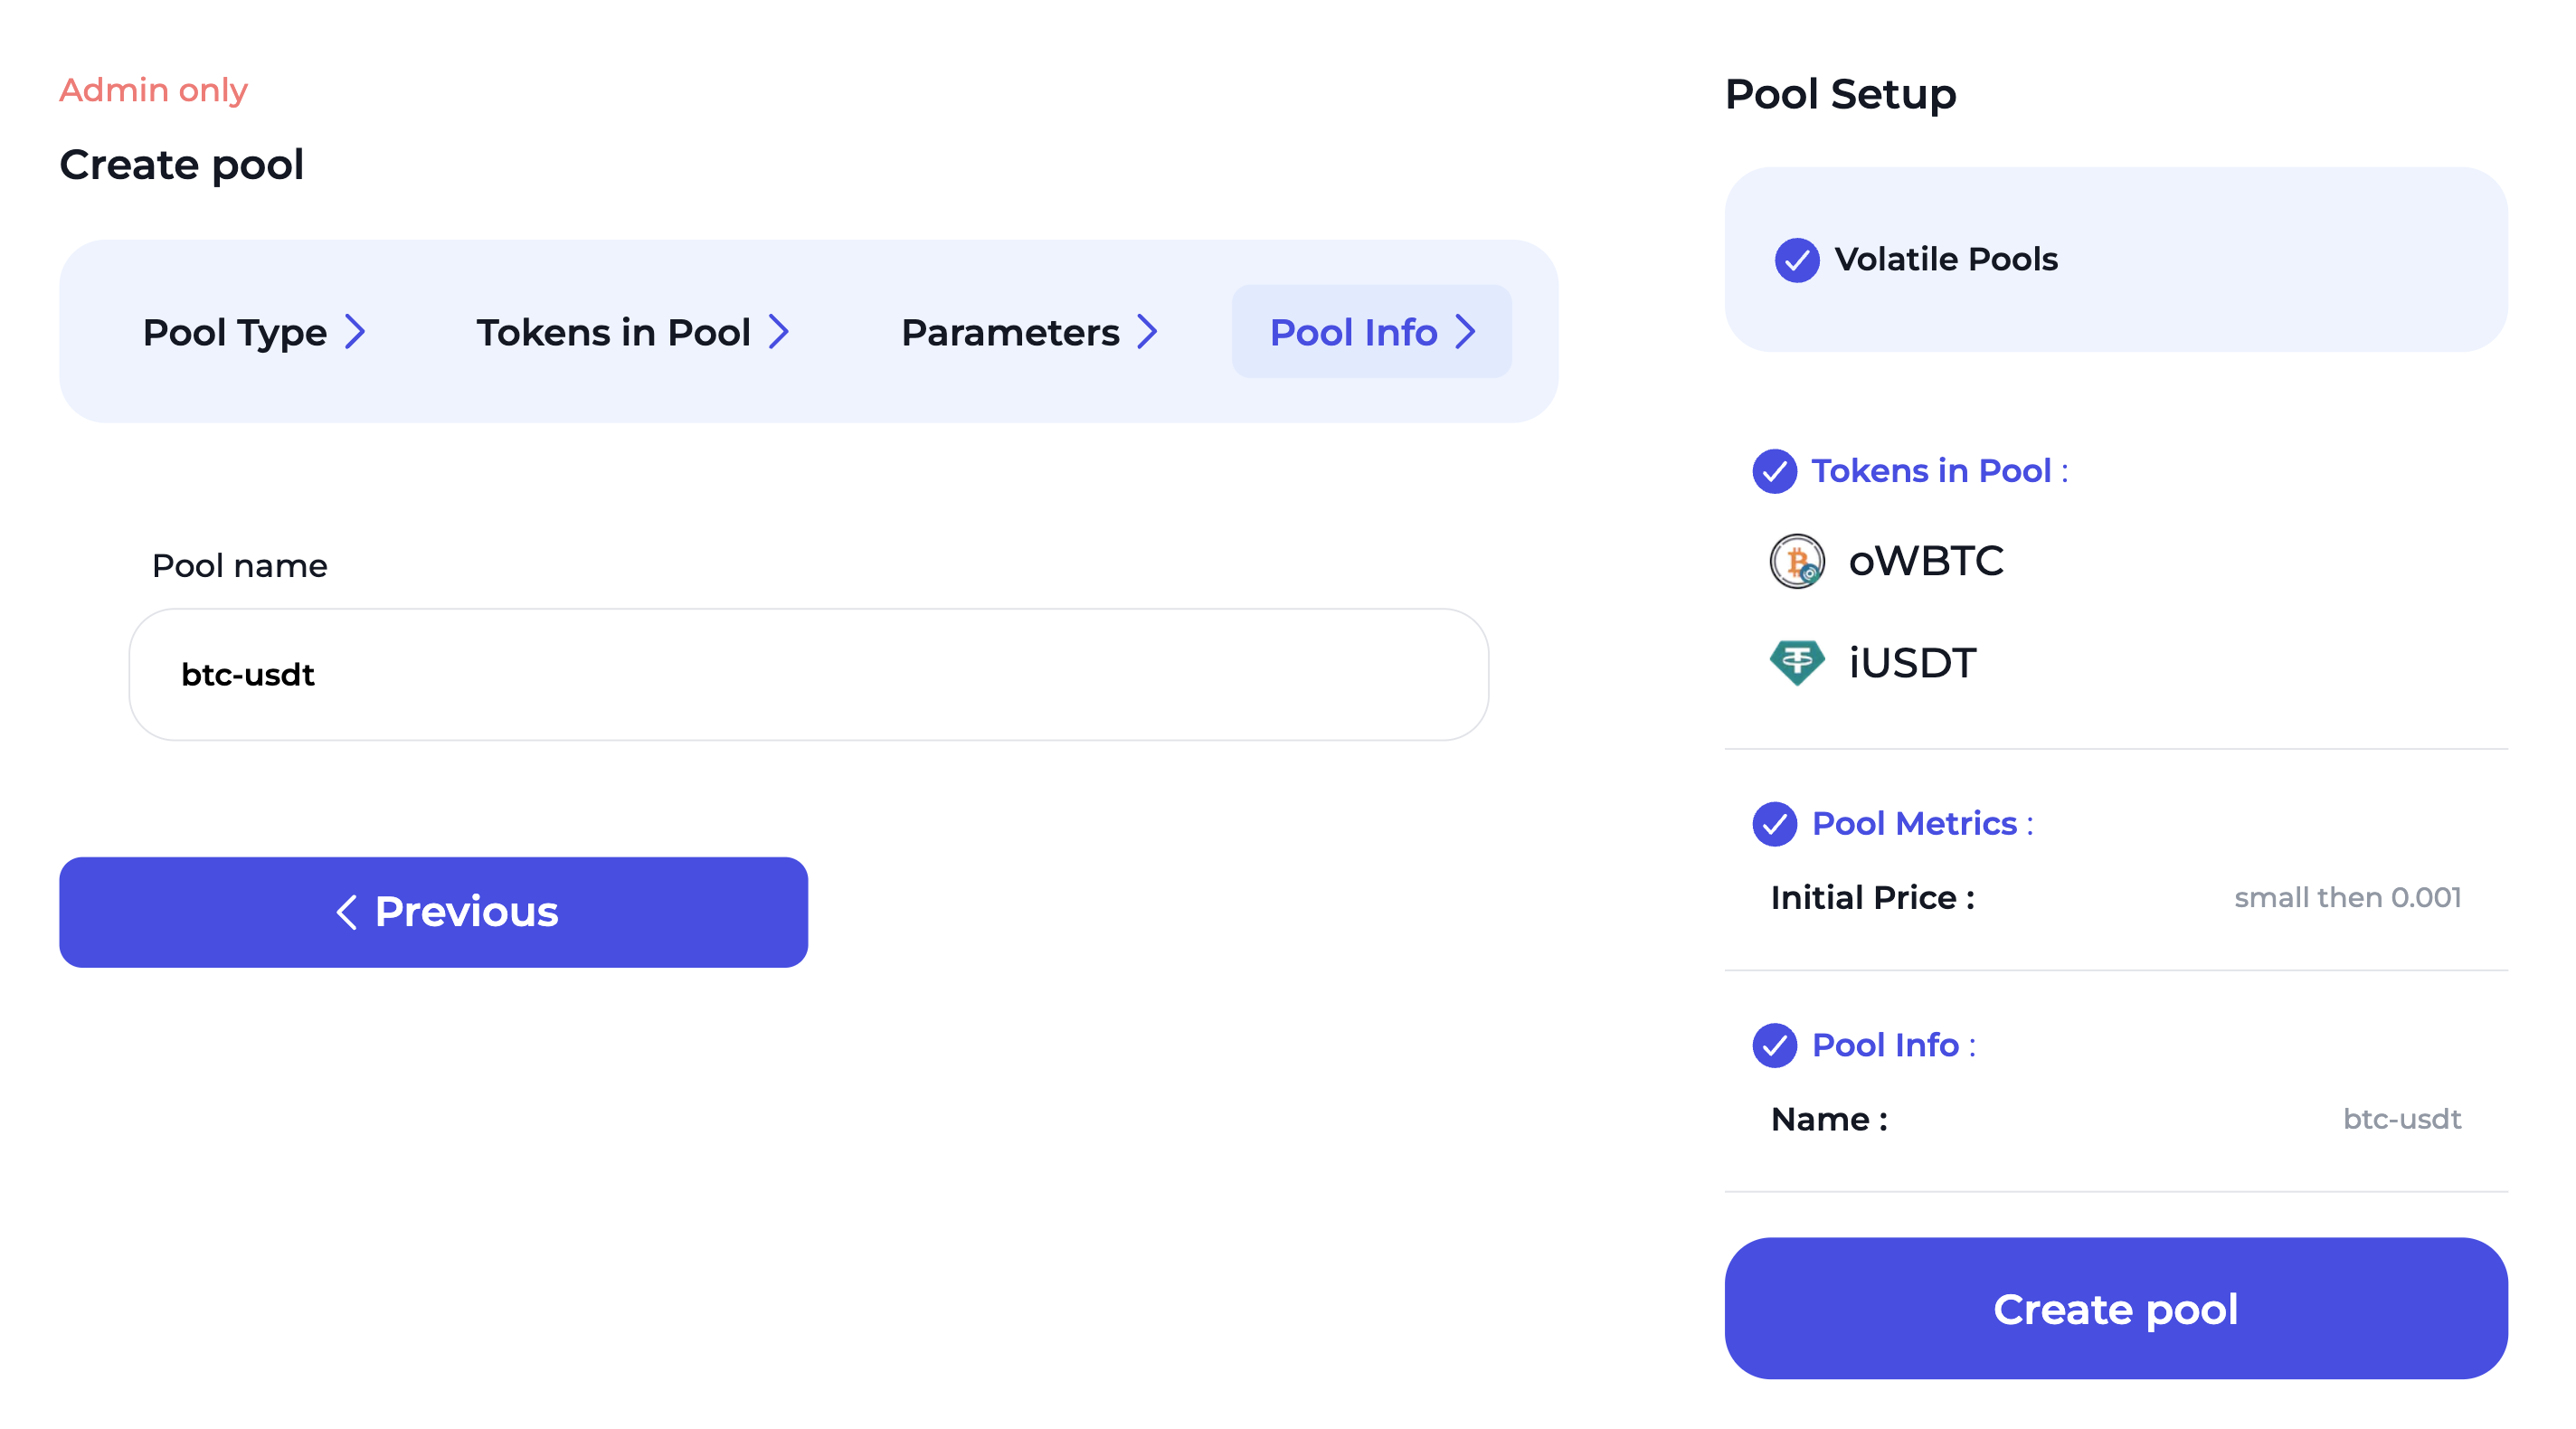 Admin only
Create pool
Pool Type
Tokens in Pool
Parameters
Pool Info
Pool name
btc-usdt
Previous
Pool Setup
Volatile Pools
Tokens in Pool :
oWBTC
iUSDT
Pool Metrics :
Initial Price : small then 0.001
Pool Info :
Name : btc-usdt
Create pool